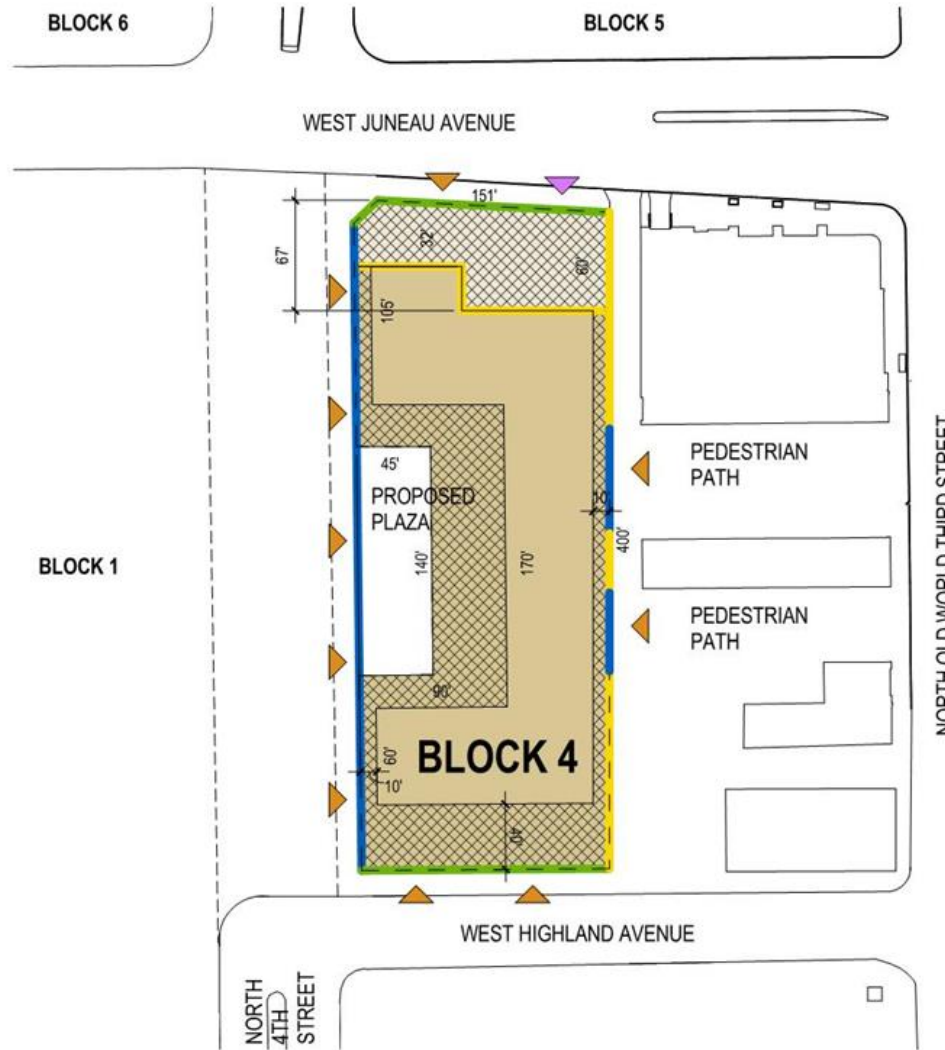 BLOCK 6
BLOCK 5
WEST JUNEAU AVENUE
151'
67'
32'
60'
105'
45'
PROPOSED
PLAZA
10'
PEDESTRIAN
PATH
400'
140'
170'
BLOCK 1
PEDESTRIAN
PATH
NORTH OLD WORLD THIRD STREET
90'
60'
BLOCK 4
10'
40'
WEST HIGHLAND AVENUE
NORTH
4TH
STREET